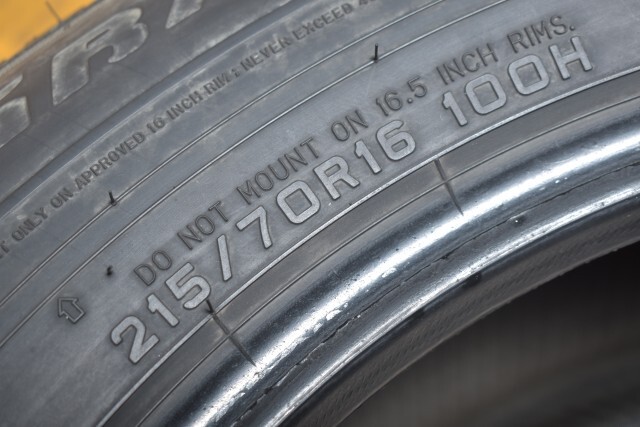 ONLY ON APPROVED 16 INCH RIM: NEVER EXCEED
DO NOT MOUNT ON 16.5 INCH RIMS.
215/70R16 100H